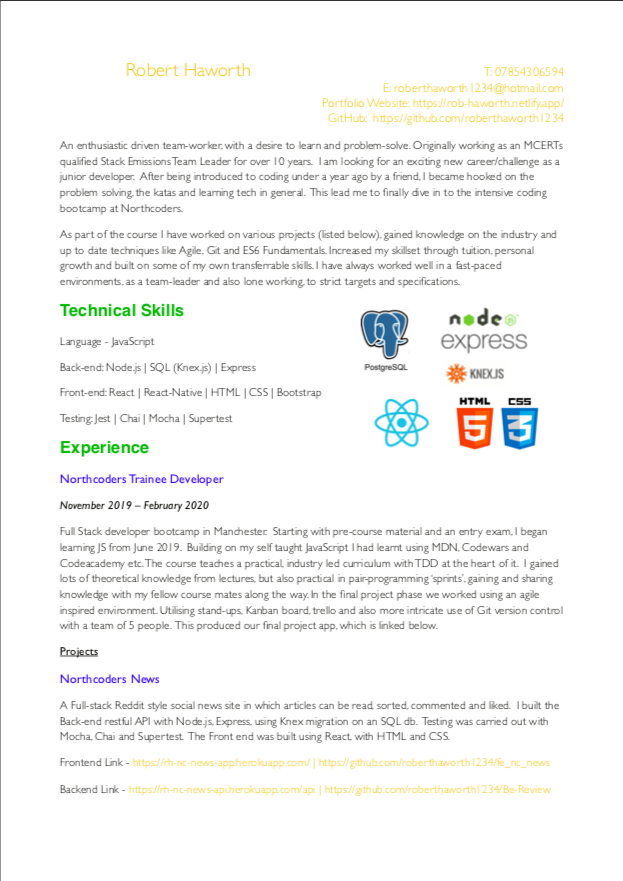 Robert Haworth
T: 07854306594
E: roberthaworth1234@hotmail.com
Portfolio Website: https://rob-haworth.netlify.app/
GitHub: https://github.com/roberthaworth1234
An enthusiastic driven team-worker, with a desire to learn and problem-solve. Originally working as an MCERTs
qualified Stack Emissions Team Leader for over 10 years. I am looking for an exciting new career/challenge as a
junior developer. After being introduced to coding under a year ago by a friend, I became hooked on the
problem solving, the katas and learning tech in general. This lead me to finally dive in to the intensive coding
bootcamp at Northcoders.
As part of the course I have worked on various projects (listed below), gained knowledge on the industry and
up to date techniques like Agile, Git and ES6 Fundamentals. Increased my skillset through tuition, personal
growth and built on some of my own transferrable skills. I have always worked well in a fast-paced
environments, as a team-leader and also lone working, to strict targets and specifications.
Technical Skills
Language - JavaScript
Back-end: Node.js | SQL (Knex.js) | Express
Front-end: React | React-Native | HTML | CSS | Bootstrap
Testing: Jest | Chai | Mocha | Supertest
PostgreSQL
node JS
express
KNEX.JS
HTML 5
CSS 3
Experience
Northcoders Trainee Developer
November 2019 – February 2020
Full Stack developer bootcamp in Manchester. Starting with pre-course material and an entry exam, I began
learning JS from June 2019. Building on my self taught JavaScript I had learnt using MDN, Codewars and
Codeacademy etc. The course teaches a practical, industry led curriculum with TDD at the heart of it. I gained
lots of theoretical knowledge from lectures, but also practical in pair-programming ‘sprints’, gaining and sharing
knowledge with my fellow course mates along the way. In the final project phase we worked using an agile
inspired environment. Utilising stand-ups, Kanban board, trello and also more intricate use of Git version control
with a team of 5 people. This produced our final project app, which is linked below.
Projects
Northcoders News
A Full-stack Reddit style social news site in which articles can be read, sorted, commented and liked. I built the
Back-end restful API with Node.js, Express, using Knex migration on an SQL db. Testing was carried out with
Mocha, Chai and Supertest. The Front end was built using React, with HTML and CSS.
Frontend Link - https://rh-nc-news-app.herokuapp.com/ | https://github.com/roberthaworth1234/fe_nc_news
Backend Link - https://rh-nc-news-api.herokuapp.com/api | https://github.com/roberthaworth1234/Be-Review